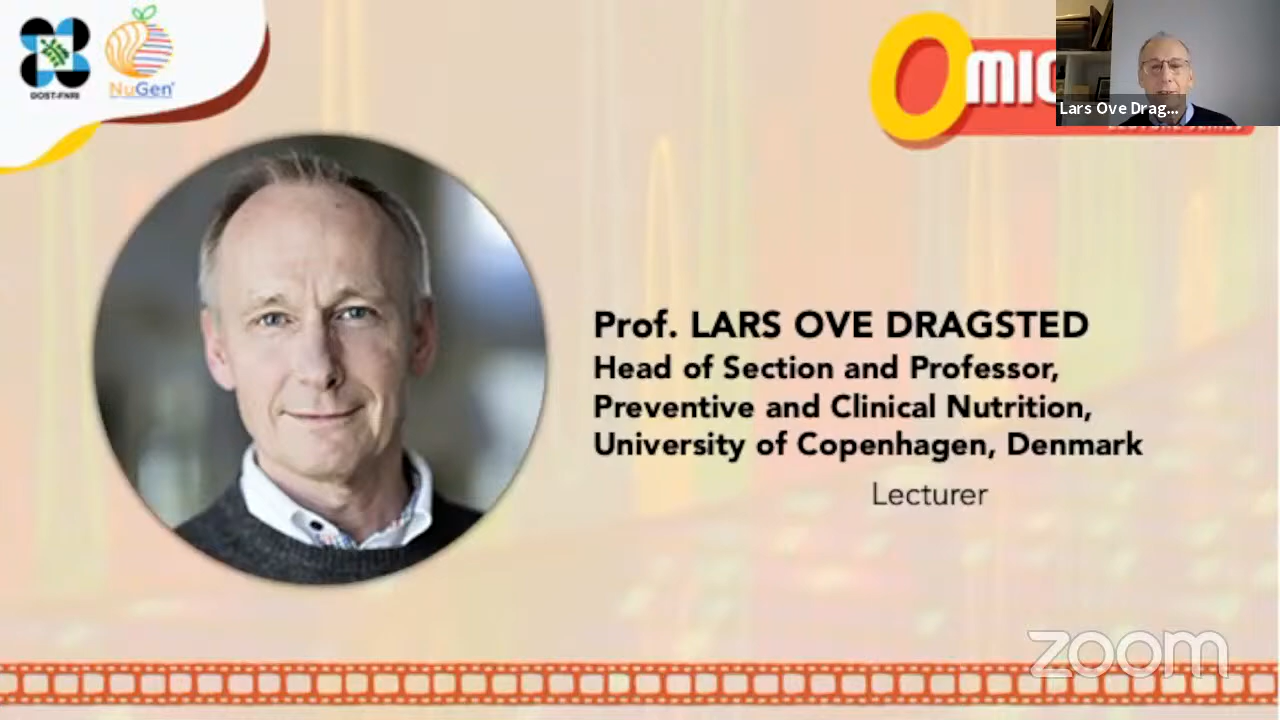 DOST-FNRI
NuGen
OMIC
Lars Ove Drag...
Prof. LARS OVE DRAGSTED
Head of Section and Professor,
Preventive and Clinical Nutrition,
University of Copenhagen, Denmark
Lecturer
zoom